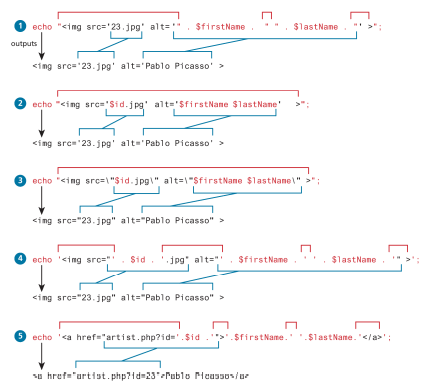 1 echo "<img src='23.jpg' alt='" . $firstName . " " . $lastName . "' >";
outputs
<img src='23.jpg' alt='Pablo Picasso' >
2 echo "<img src='$id.jpg' alt='$firstName $lastName' >";
<img src='23.jpg' alt='Pablo Picasso' >
3 echo "<img src=\"$id.jpg\" alt=\"$firstName $lastName\" >";
<img src="23.jpg" alt="Pablo Picasso" >
4 echo '<img src="' . $id . '.jpg" alt="' . $firstName . ' ' . $lastName . '" >';
<img src="23.jpg" alt="Pablo Picasso" >
5 echo '<a href="artist.php?id='.$id .'">'.$firstName.' '.$lastName.'</a>';
<a href="artist.php?id=23">Pablo Picasso</a>